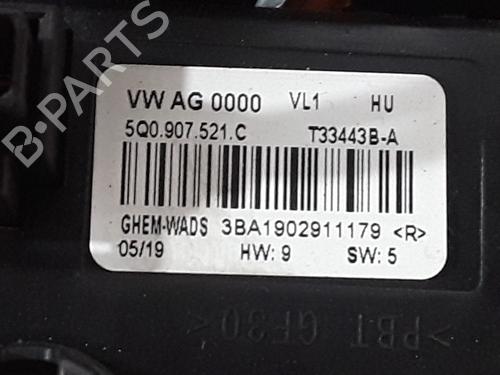 B-PARTS
VW AG 0000 VL1 HU
5Q0.907.521.C T33443B-A
GHEM-WADS 3BA1902911179 <R>
05/19 HW: 9 SW: 5
>PBT GF30<